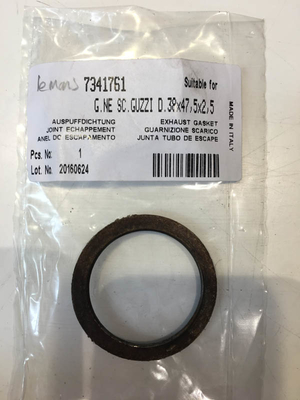 lemans 7341761 Suitable for
G.NE SC.GUZZI D.38x47,5x2,5
AUSPUFFDICHTUNG EXHAUST GASKET
JOINT ECHAPPEMENT GUARNIZIONE SCARICO
ANEL DO ESCAPAMENTO JUNTA TUBO DE ESCAPE
Pcs. No: 1
Lot. No. 20160624
MADE IN ITALY